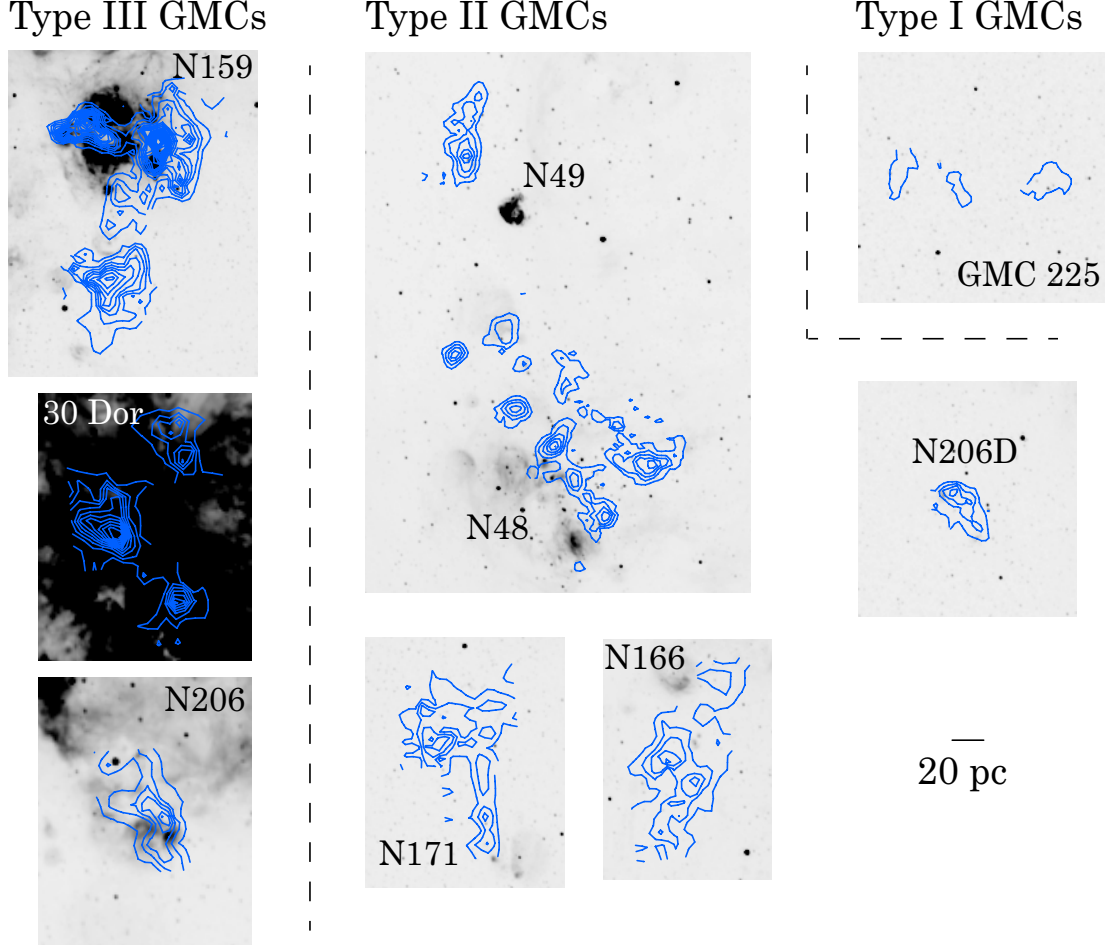 Type III GMCs
Type II GMCs
Type I GMCs
N159
N49
GMC 225
30 Dor
N206D
N48
N206
N171
N166
20 pc